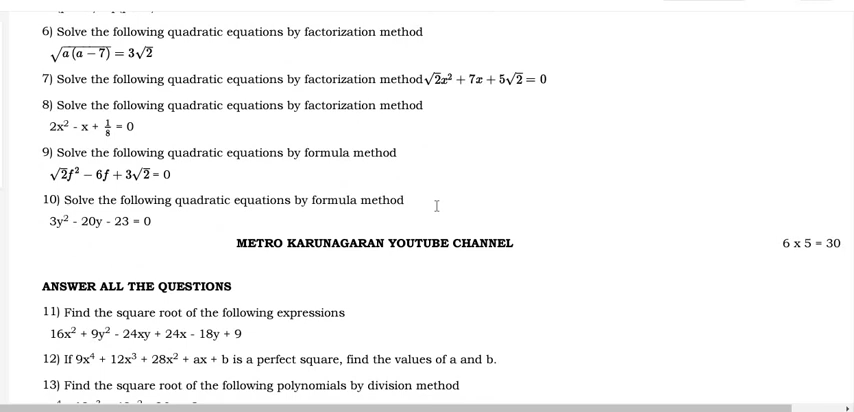 6) Solve the following quadratic equations by factorization method
√a (a − 7) = 3√2
7) Solve the following quadratic equations by factorization method√2x² + 7x + 5√2 = 0
8) Solve the following quadratic equations by factorization method
2x² - x + 1/8 = 0
9) Solve the following quadratic equations by formula method
√2f² − 6f + 3√2 = 0
10) Solve the following quadratic equations by formula method
3y² - 20y - 23 = 0
METRO KARUNAGARAN YOUTUBE CHANNEL 6 x 5 = 30
ANSWER ALL THE QUESTIONS
11) Find the square root of the following expressions
16x² + 9y² - 24xy + 24x - 18y + 9
12) If 9x⁴ + 12x³ + 28x² + ax + b is a perfect square, find the values of a and b.
13) Find the square root of the following polynomials by division method